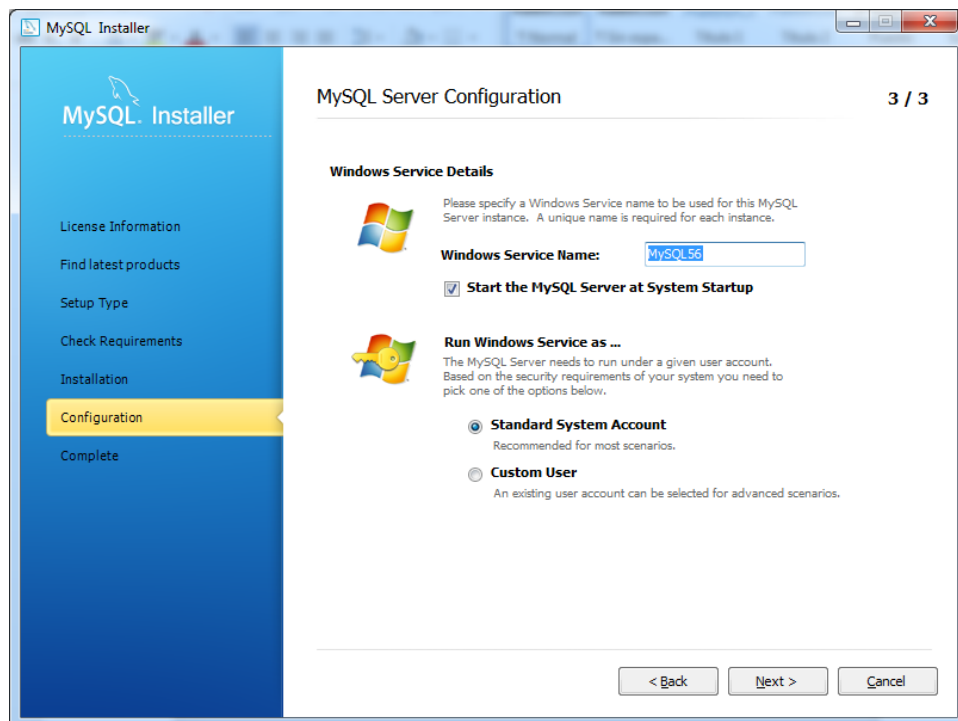 MySQL Installer
MySQL. Installer
License Information
Find latest products
Setup Type
Check Requirements
Installation
Configuration
Complete
MySQL Server Configuration
3 / 3
Windows Service Details
Please specify a Windows Service name to be used for this MySQL
Server instance. A unique name is required for each instance.
Windows Service Name: MySQL56
Start the MySQL Server at System Startup
Run Windows Service as ...
The MySQL Server needs to run under a given user account.
Based on the security requirements of your system you need to
pick one of the options below.
Standard System Account
Recommended for most scenarios.
Custom User
An existing user account can be selected for advanced scenarios.
< Back
Next >
Cancel